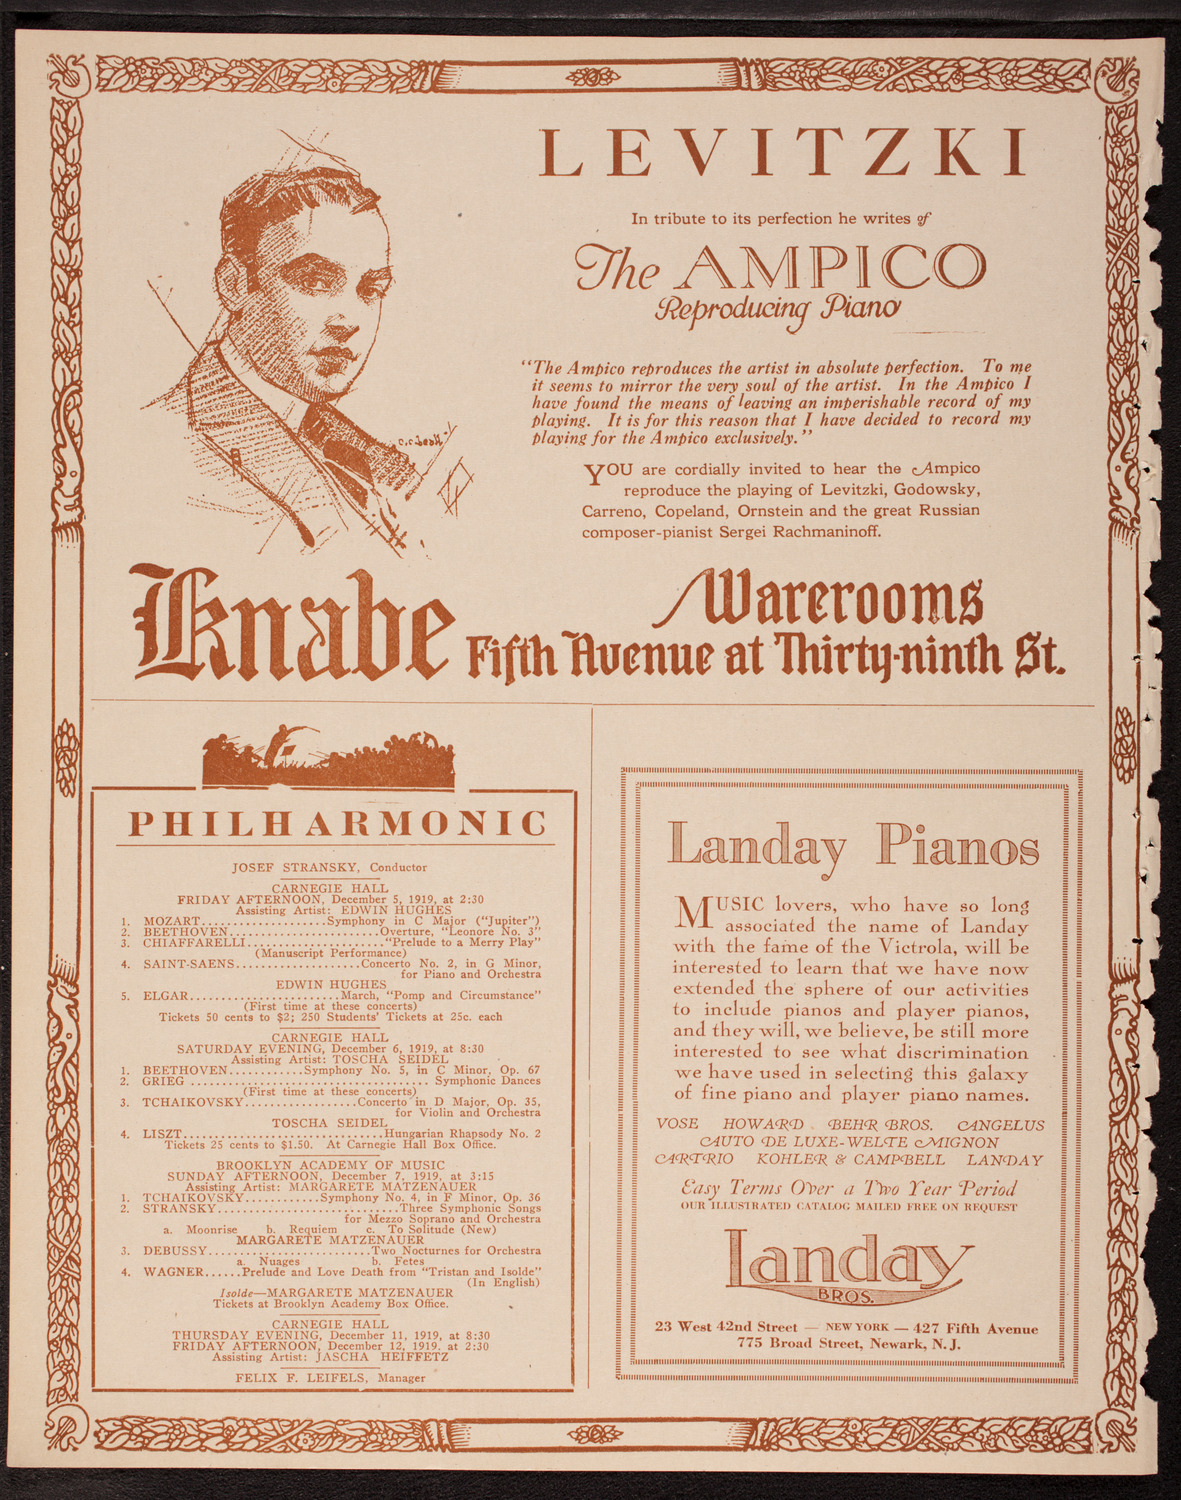 LEVITZKI
In tribute to its perfection he writes of
The AMPICO
Reproducing Piano
"The Ampico reproduces the artist in absolute perfection. To me
it seems to mirror the very soul of the artist. In the Ampico I
have found the means of leaving an imperishable record of my
playing. It is for this reason that I have decided to record my
playing for the Ampico exclusively."
YOU are cordially invited to hear the Ampico
reproduce the playing of Levitzki, Godowsky,
Carreno, Copeland, Ornstein and the great Russian
composer-pianist Sergei Rachmaninoff.
Knabe Warerooms
Fifth Avenue at Thirty-ninth St.
PHILHARMONIC
JOSEF STRANSKY, Conductor
CARNEGIE HALL
FRIDAY AFTERNOON, December 5, 1919, at 2:30
Assisting Artist: EDWIN HUGHES
1. MOZART.................Symphony in C Major ("Jupiter")
2. BEETHOVEN........................Overture, "Leonore No. 3"
3. CHIAFFARELLI......................"Prelude to a Merry Play"
(Manuscript Performance)
4. SAINT-SAENS....................Concerto No. 2, in G Minor,
for Piano and Orchestra
EDWIN HUGHES
5. ELGAR........................March, "Pomp and Circumstance"
(First time at these concerts)
Tickets 50 cents to $2; 250 Students' Tickets at 25c. each
CARNEGIE HALL
SATURDAY EVENING, December 6, 1919, at 8:30
Assisting Artist: TOSCHA SEIDEL
1. BEETHOVEN............Symphony No. 5, in C Minor, Op. 67
2. GRIEG ...................................... Symphonic Dances
(First time at these concerts)
3. TCHAIKOVSKY..................Concerto in D Major, Op. 35,
for Violin and Orchestra
TOSCHA SEIDEL
4. LISZT................................Hungarian Rhapsody No. 2
Tickets 25 cents to $1.50. At Carnegie Hall Box Office.
BROOKLYN ACADEMY OF MUSIC
SUNDAY AFTERNOON, December 7, 1919, at 3:15
Assisting Artist: MARGARETE MATZENAUER
1. TCHAIKOVSKY............Symphony No. 4, in F Minor, Op. 36
2. STRANSKY.............................Three Symphonic Songs
for Mezzo Soprano and Orchestra
a. Moonrise b. Requiem c. To Solitude (New)
MARGARETE MATZENAUER
3. DEBUSSY..........................Two Nocturnes for Orchestra
a. Nuages b. Fetes
4. WAGNER......Prelude and Love Death from "Tristan and Isolde"
(In English)
Isolde—MARGARETE MATZENAUER
Tickets at Brooklyn Academy Box Office.
CARNEGIE HALL
THURSDAY EVENING, December 11, 1919, at 8:30
FRIDAY AFTERNOON, December 12, 1919, at 2:30
Assisting Artist: JASCHA HEIFFETZ
FELIX F. LEIFELS, Manager
Landay Pianos
MUSIC lovers, who have so long
associated the name of Landay
with the fame of the Victrola, will be
interested to learn that we have now
extended the sphere of our activities
to include pianos and player pianos,
and they will, we believe, be still more
interested to see what discrimination
we have used in selecting this galaxy
of fine piano and player piano names.
VOSE HOWARD BEHR BROS. ANGELUS
AUTO DE LUXE-WELTE MIGNON
CARTRIO KOHLER & CAMPBELL LANDAY
Easy Terms Over a Two Year Period
OUR ILLUSTRATED CATALOG MAILED FREE ON REQUEST
Landay
BROS.
23 West 42nd Street — NEW YORK — 427 Fifth Avenue
775 Broad Street, Newark, N. J.